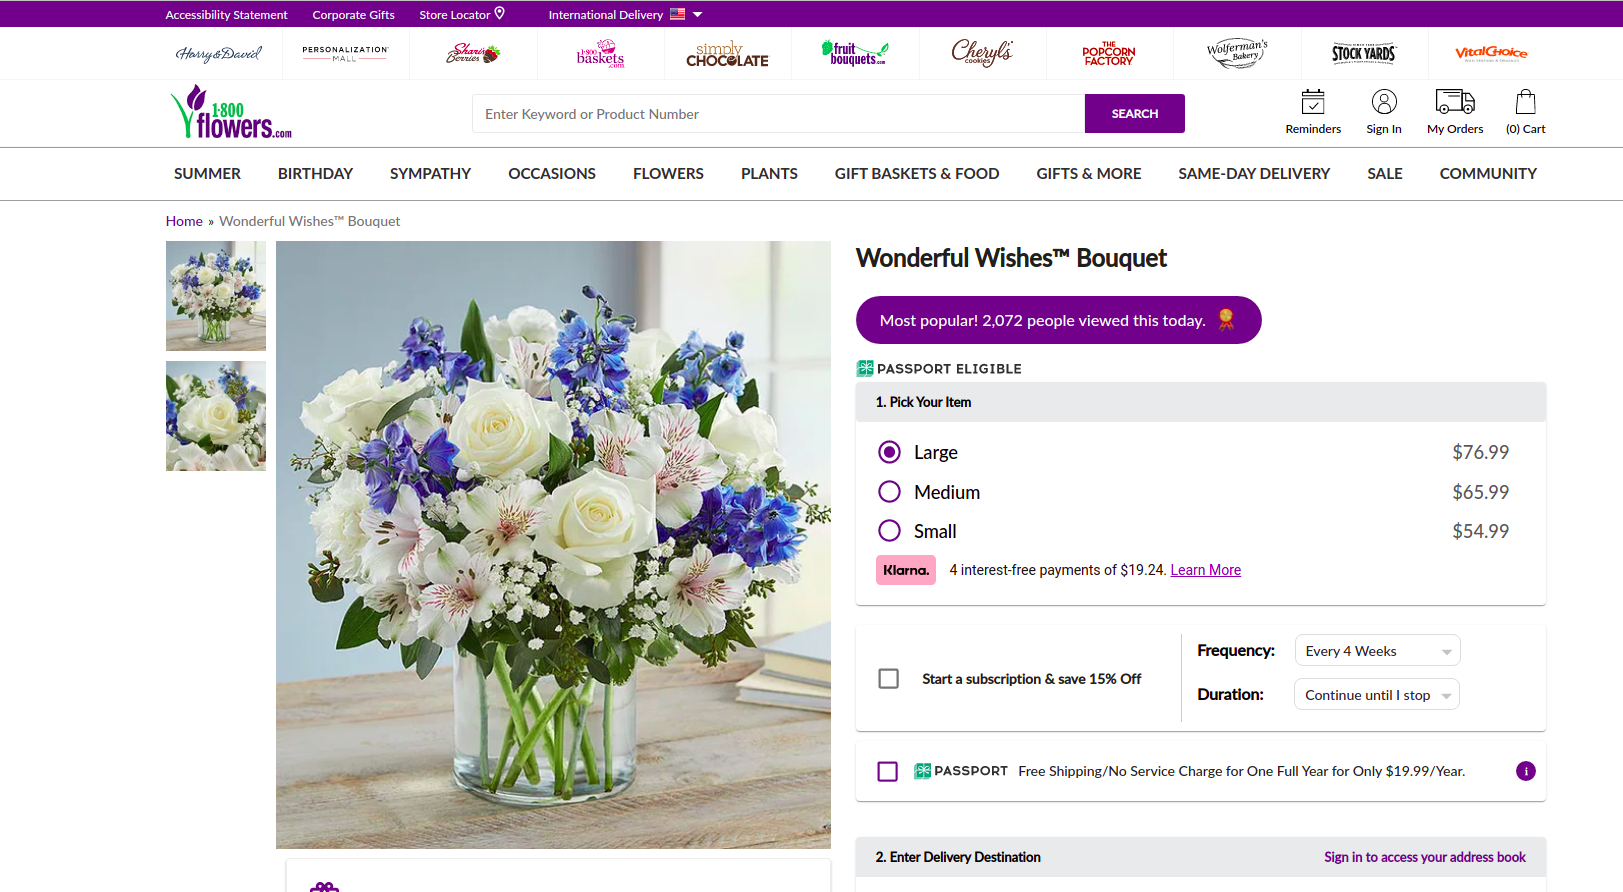 Accessibility Statement Corporate Gifts Store Locator International Delivery
Harry & David PERSONALIZATION MALL Shari's Berries 1-800 baskets.com simply CHOCOLATE fruit bouquets.com Cheryl's cookies THE POPCORN FACTORY Wolferman's Bakery STOCK YARDS VitalChoice
1-800 flowers.com
Enter Keyword or Product Number SEARCH
Reminders Sign In My Orders (0) Cart
SUMMER BIRTHDAY SYMPATHY OCCASIONS FLOWERS PLANTS GIFT BASKETS & FOOD GIFTS & MORE SAME-DAY DELIVERY SALE COMMUNITY
Home » Wonderful Wishes™ Bouquet
Wonderful Wishes™ Bouquet
Most popular! 2,072 people viewed this today.
PASSPORT ELIGIBLE
1. Pick Your Item
Large $76.99
Medium $65.99
Small $54.99
Klarna. 4 interest-free payments of $19.24. Learn More
Start a subscription & save 15% Off
Frequency: Every 4 Weeks
Duration: Continue until I stop
PASSPORT Free Shipping/No Service Charge for One Full Year for Only $19.99/Year.
2. Enter Delivery Destination Sign in to access your address book